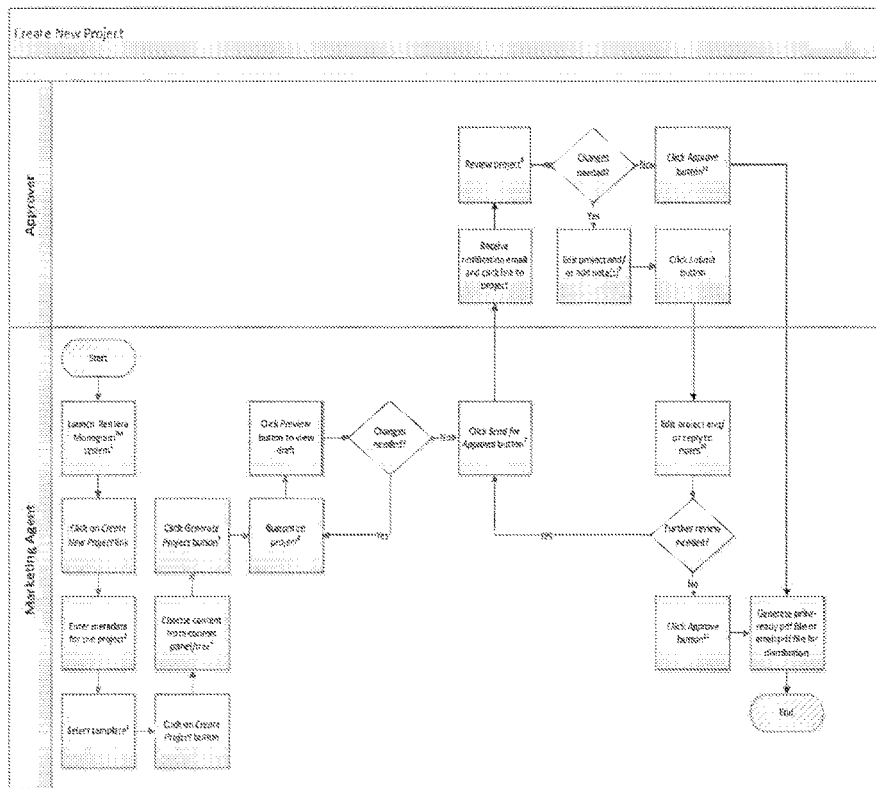 Create New Project
Approver
Review project
Changes
needed?
No
Click Approve
button
Yes
Receive
notification email
and click link to
project
Edit project and/
or add note(s)
Click Submit
button
Marketing Agent
Start
Launch
Monogram™
system
Click Preview
button to view
draft
Changes
needed?
No
Click Send for
Approval button
Edit project and/
or reply to
notes
Click on Create
New Project link
Click Generate
Project button
Customize
project
Yes
Yes
Further review
needed?
No
Enter metadata
for the project
Choose content
from content
panel/tree
Click Approve
button
Generate print-
ready pdf file or
email pdf file for
distribution
Select template
Click on Create
Project button
End